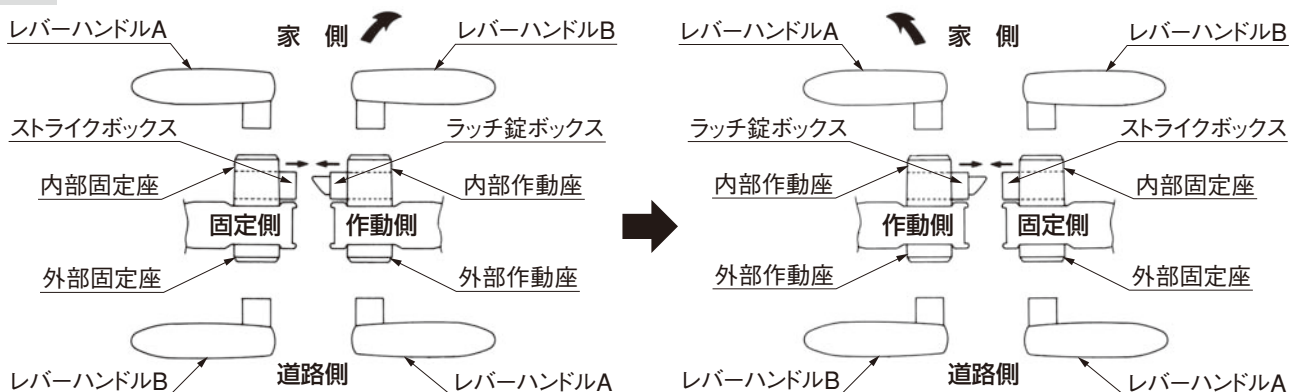 レバーハンドルA
家 側
レバーハンドルB
ストライクボックス
ラッチ錠ボックス
内部固定座
内部作動座
固定側
作動側
外部固定座
外部作動座
レバーハンドルB
道路側
レバーハンドルA
レバーハンドルA
家 側
レバーハンドルB
ラッチ錠ボックス
ストライクボックス
内部作動座
内部固定座
作動側
固定側
外部作動座
外部固定座
レバーハンドルB
道路側
レバーハンドルA